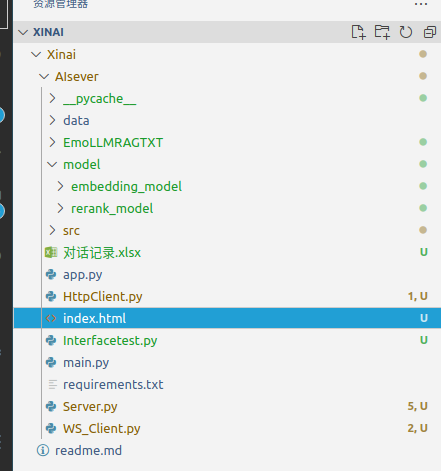 资源管理器
XINAI
Xinai
AIsever
__pycache__
data
EmoLLMRAGTXT
model
embedding_model
rerank_model
src
对话记录.xlsx U
app.py
HttpClient.py 1, U
index.html U
Interfacetest.py U
main.py
requirements.txt
Server.py 5, U
WS_Client.py 2, U
readme.md